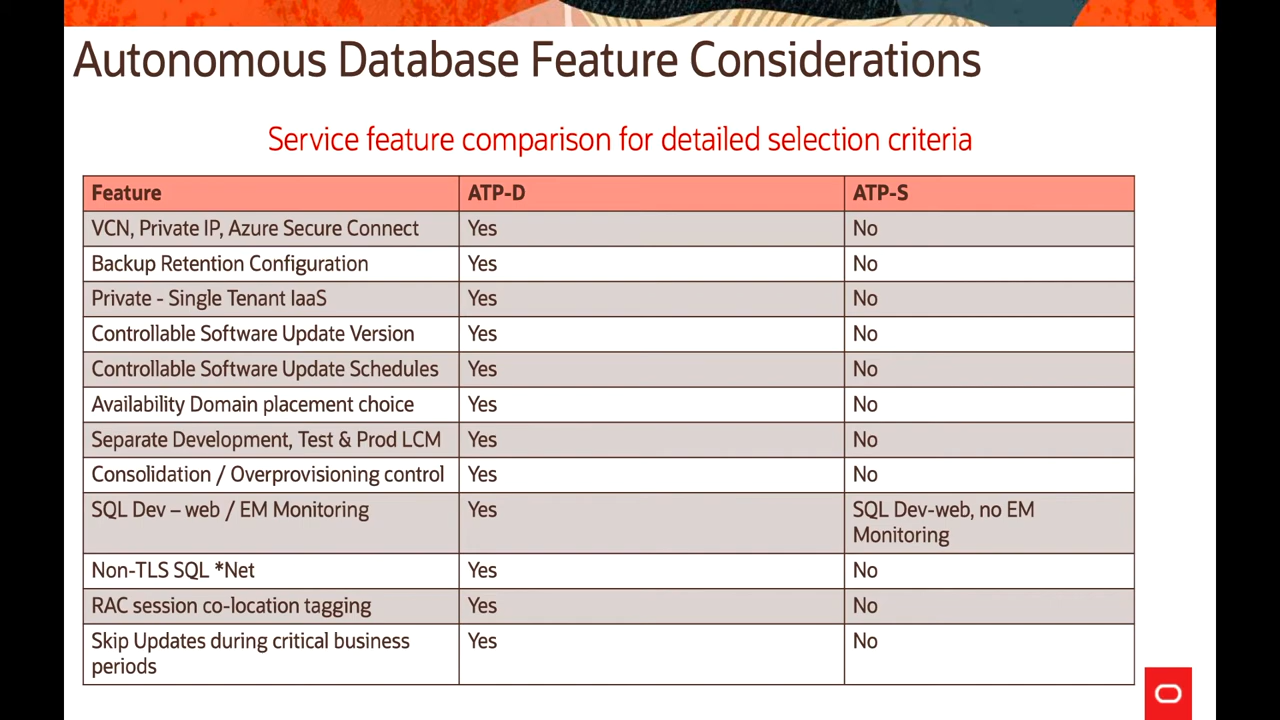 Autonomous Database Feature Considerations
Service feature comparison for detailed selection criteria
Feature ATP-D ATP-S
VCN, Private IP, Azure Secure Connect Yes No
Backup Retention Configuration Yes No
Private - Single Tenant IaaS Yes No
Controllable Software Update Version Yes No
Controllable Software Update Schedules Yes No
Availability Domain placement choice Yes No
Separate Development, Test & Prod LCM Yes No
Consolidation / Overprovisioning control Yes No
SQL Dev – web / EM Monitoring Yes SQL Dev-web, no EM
Monitoring
Non-TLS SQL *Net Yes No
RAC session co-location tagging Yes No
Skip Updates during critical business Yes No
periods